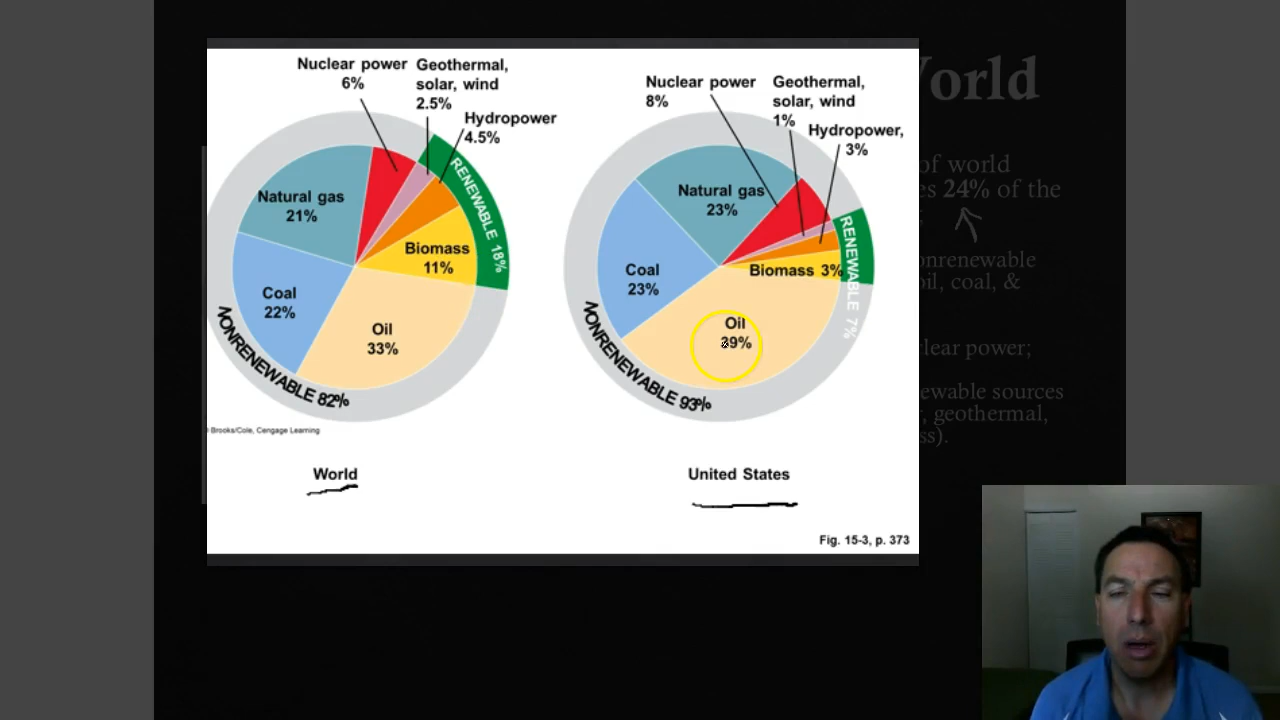 World
of world
es 24% of the
onrenewable
oil, coal, &
clear power;
ewable sources
, geothermal,
ss).
Nuclear power
6%
Geothermal,
solar, wind
2.5%
Hydropower
4.5%
RENEWABLE 18%
Natural gas
21%
Biomass
11%
Coal
22%
Oil
33%
NONRENEWABLE 82%
Brooks/Cole, Cengage Learning
World
Nuclear power
8%
Geothermal,
solar, wind
1%
Hydropower,
3%
RENEWABLE 7%
Natural gas
23%
Coal
23%
Biomass 3%
Oil
39%
NONRENEWABLE 93%
United States
Fig. 15-3, p. 373